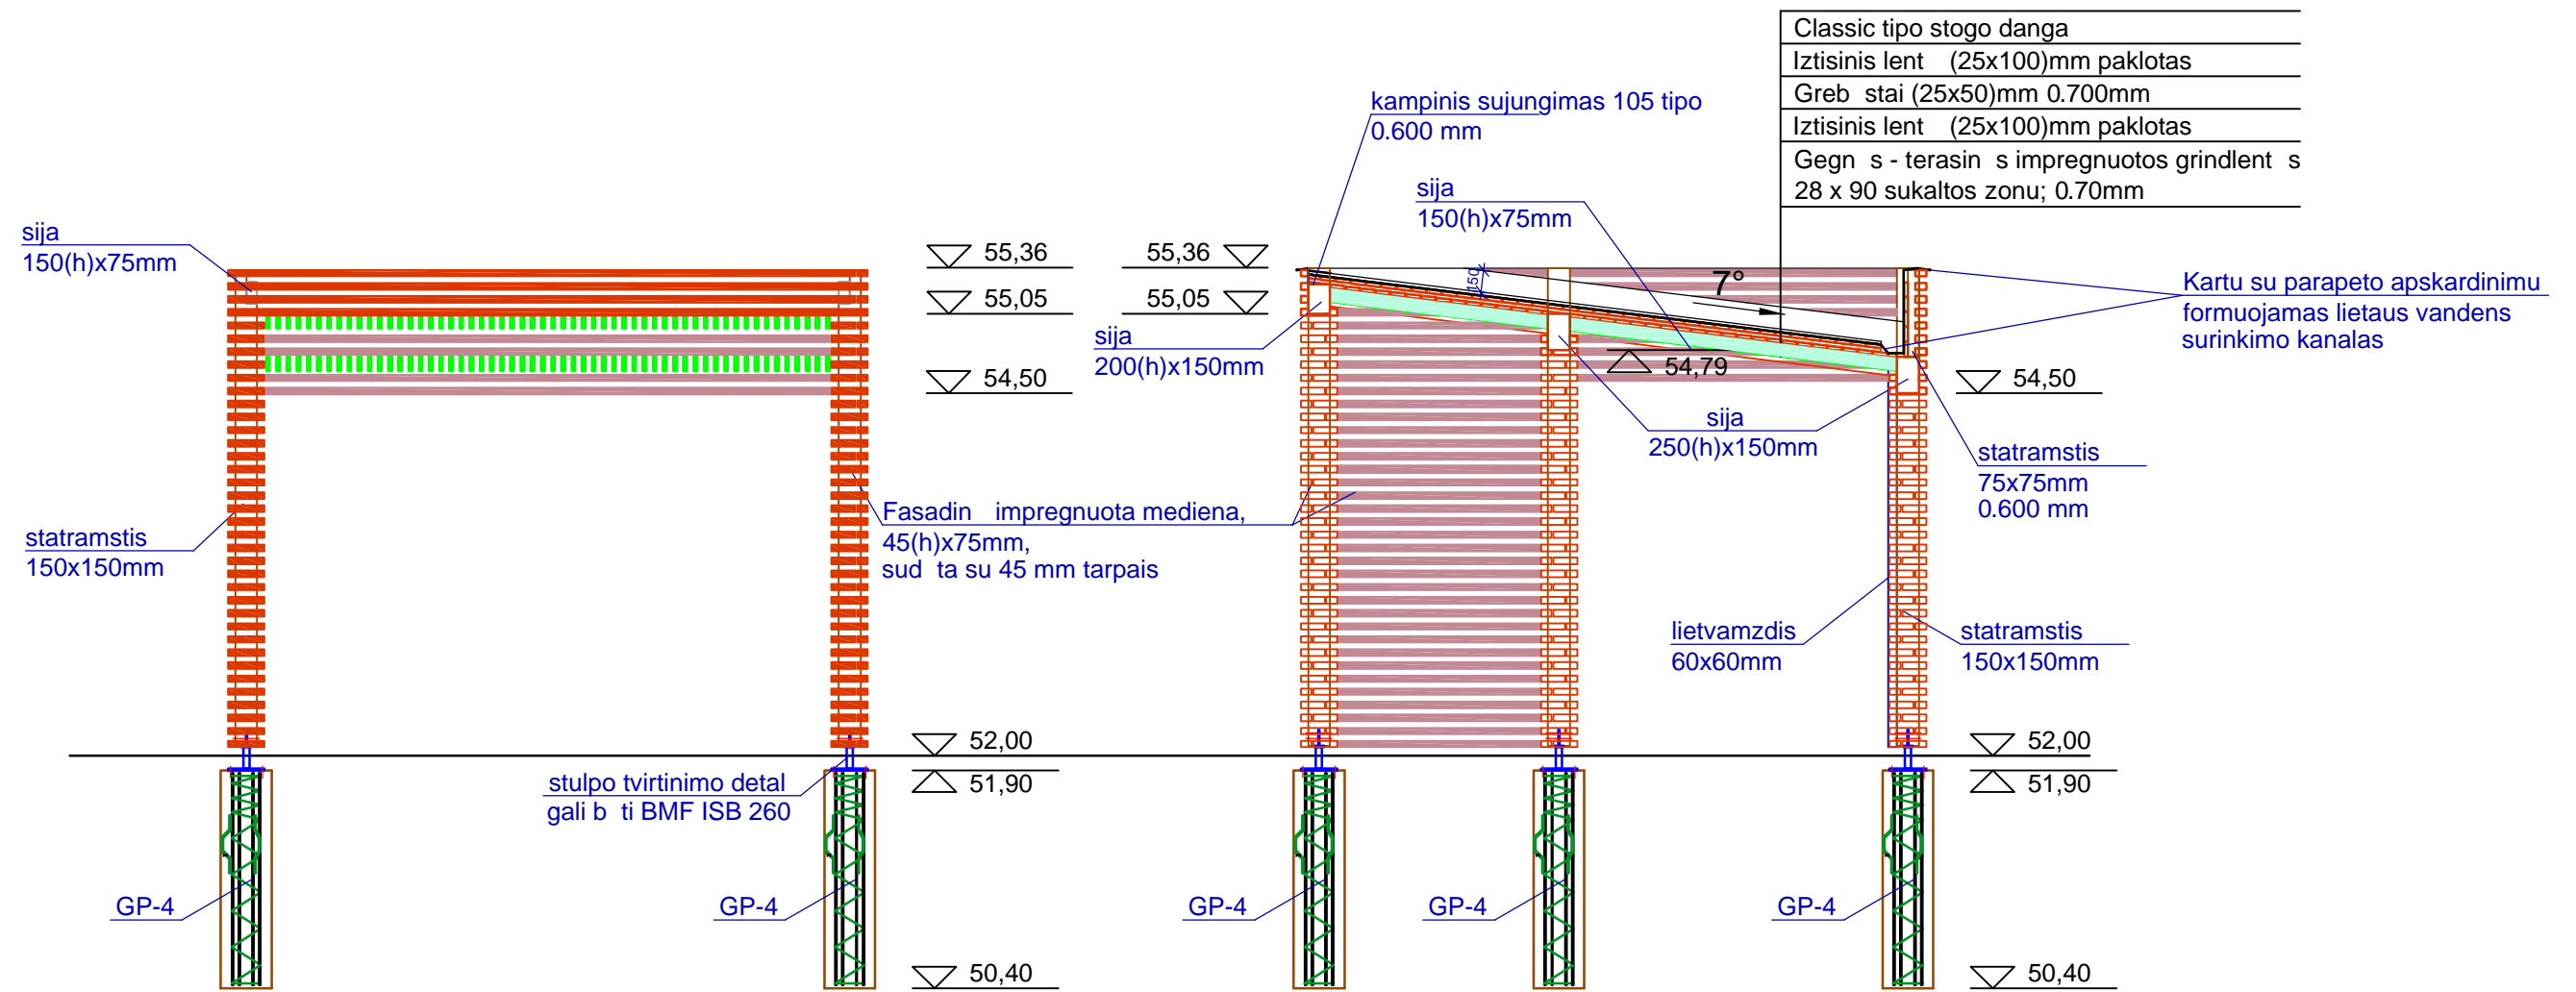 Classic tipo stogo danga
Iztisinis lent (25x100)mm paklotas
Greb stai (25x50)mm 0.700mm
Iztisinis lent (25x100)mm paklotas
Gegn s - terasin s impregnuotos grindlent s
28 x 90 sukaltos zonu; 0.70mm
kampinis sujungimas 105 tipo
0.600 mm
sija
150(h)x75mm
sija
150(h)x75mm
55,36
55,36
55,05
55,05
150
7°
Kartu su parapeto apskardinimu
formuojamas lietaus vandens
surinkimo kanalas
sija
200(h)x150mm
54,79
54,50
54,50
sija
250(h)x150mm
statramstis
75x75mm
0.600 mm
Fasadin impregnuota mediena,
45(h)x75mm,
sud ta su 45 mm tarpais
statramstis
150x150mm
lietvamzdis
60x60mm
statramstis
150x150mm
52,00
52,00
stulpo tvirtinimo detal
gali b ti BMF ISB 260
51,90
51,90
GP-4
GP-4
GP-4
GP-4
GP-4
50,40
50,40